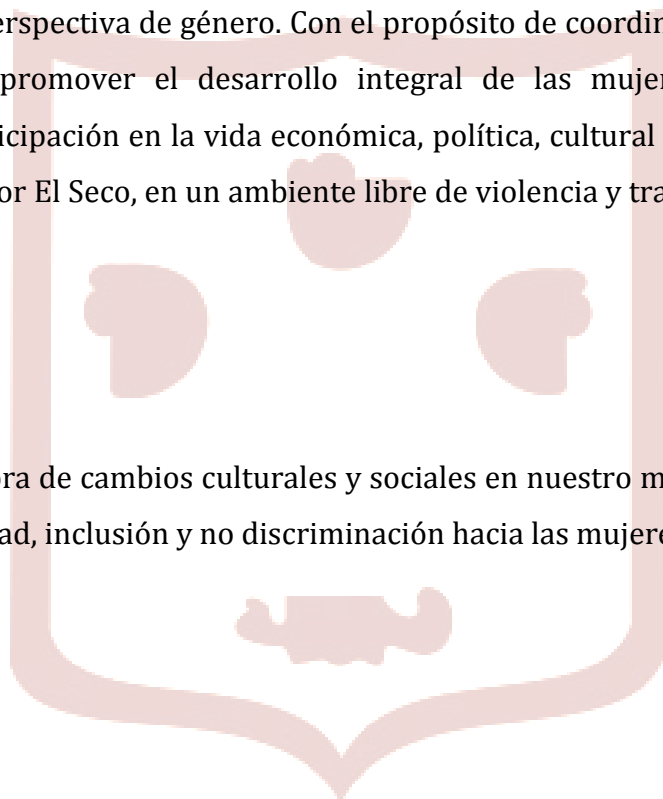 erspectiva de género. Con el propósito de coordin
promover el desarrollo integral de las mujer
icipación en la vida económica, política, cultural
or El Seco, en un ambiente libre de violencia y tra
ora de cambios culturales y sociales en nuestro m
ad, inclusión y no discriminación hacia las mujere